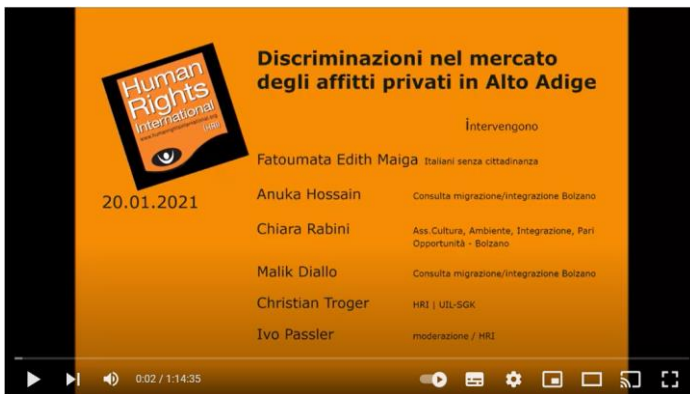 Human
Rights
International
www.humanrightsinternational.org
(HRI)
20.01.2021
Discriminazioni nel mercato
degli affitti privati in Alto Adige
intervengono
Fatoumata Edith Maiga Italiani senza cittadinanza
Anuka Hossain Consulta migrazione/integrazione Bolzano
Chiara Rabini Ass.Cultura, Ambiente, Integrazione, Pari
Opportunità - Bolzano
Malik Diallo Consulta migrazione/integrazione Bolzano
Christian Troger HRI | UIL-SGK
Ivo Passler moderazione / HRI
0:02 / 1:14:35